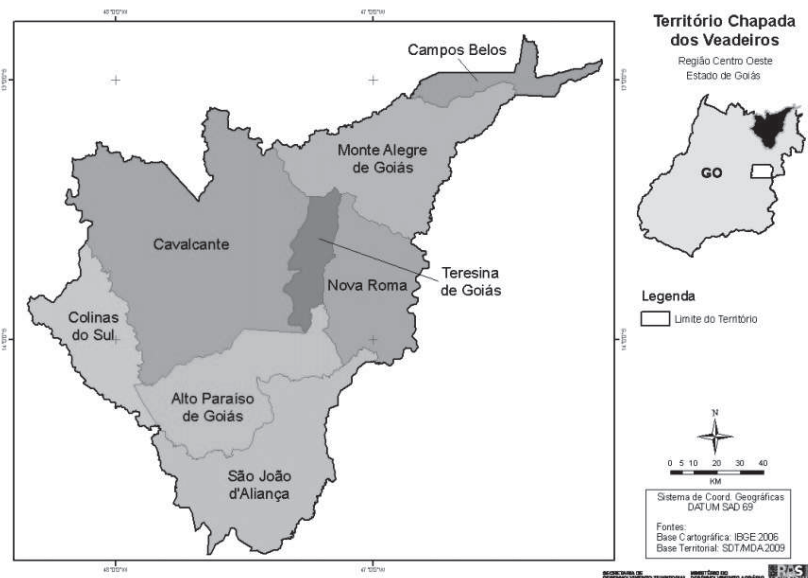 Território Chapada
dos Veadeiros
Região Centro Oeste
Estado de Goiás
GO
Campos Belos
Monte Alegre
de Goiás
Cavalcante
Teresina
de Goiás
Nova Roma
Colinas
do Sul
Alto Paraíso
de Goiás
São João
d'Aliança
Legenda
Limite do Território
N
0 5 10 20 30 40
KM
Sistema de Coord. Geográficas
DATUM SAD 69
Fontes:
Base Cartográfica: IBGE 2006
Base Territorial: SDT/MDA 2009